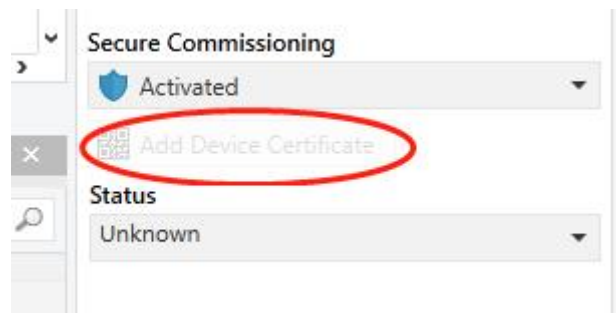 Secure Commissioning
Activated
Add Device Certificate
Status
Unknown